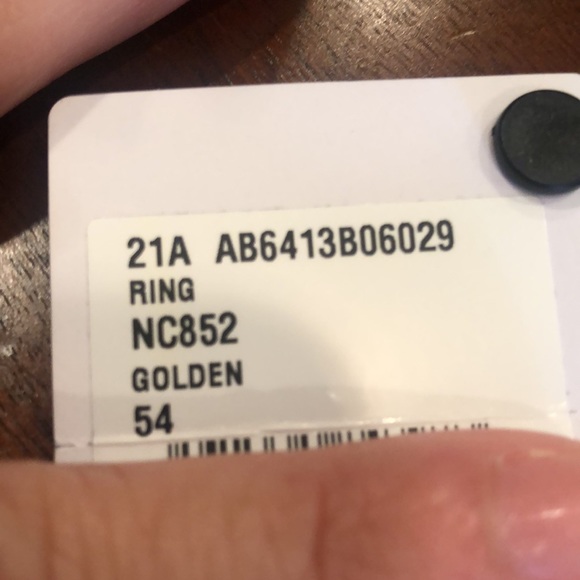 21A AB6413B06029
RING
NC852
GOLDEN
54